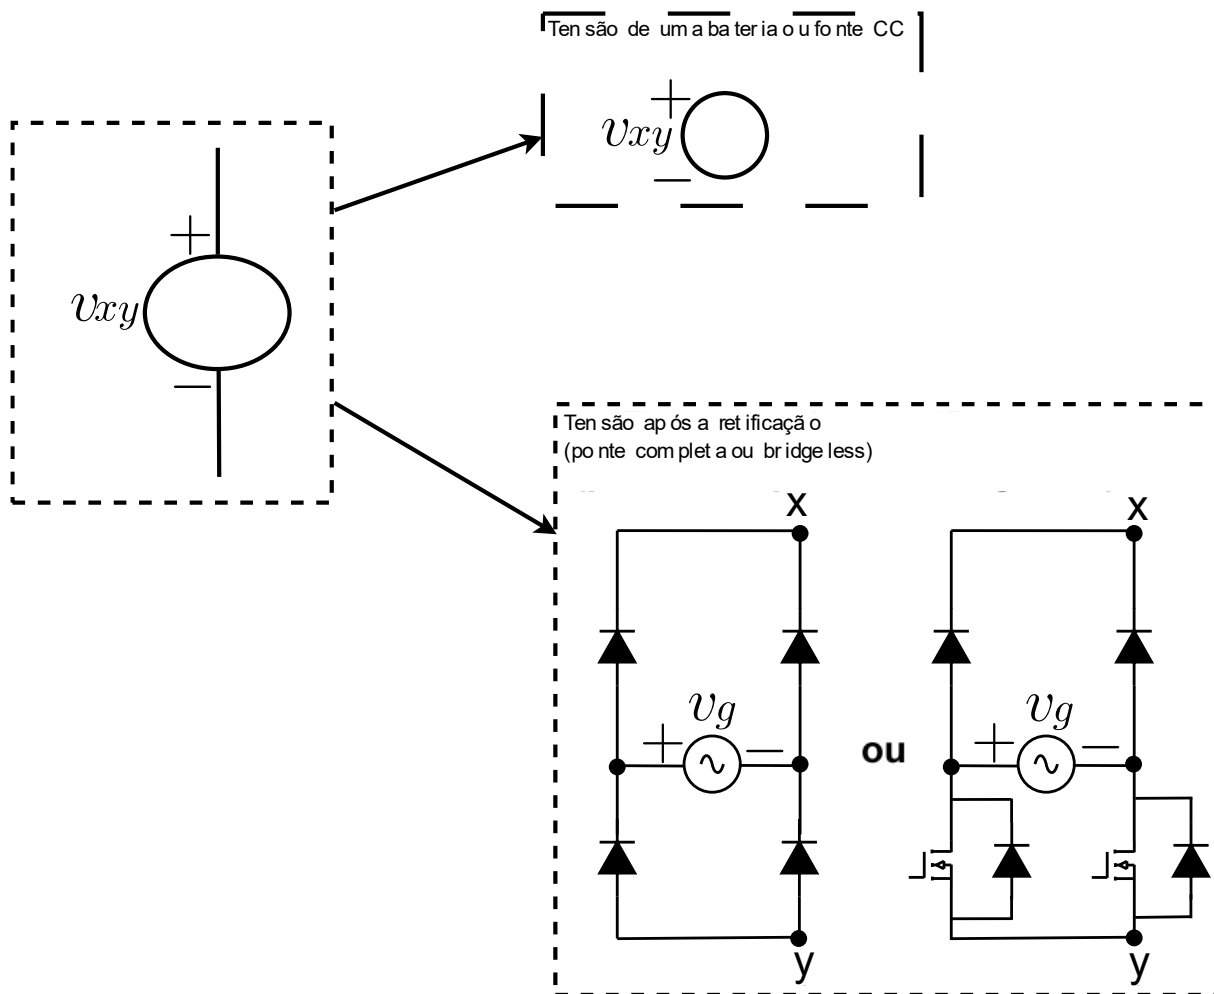 Tensão de uma bateria ou fonte CC
+
vxy
−
+
vxy
−
Tensão após a retificação
(ponte completa ou bridgeless)
x
x
vg
vg
+
−
ou
+
−
y
y